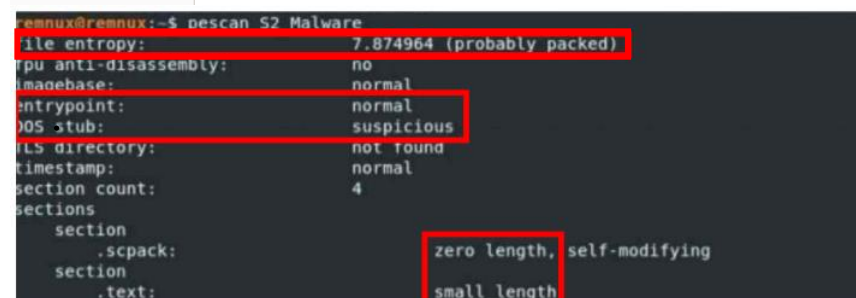 remnux@remnux:~$ pescan S2 Malware
file entropy: 7.874964 (probably packed)
fpu anti-disassembly: no
imagebase: normal
entrypoint: normal
DOS stub: suspicious
TLS directory: not found
timestamp: normal
section count: 4
sections
section
.scpack: zero length, self-modifying
section
.text: small length